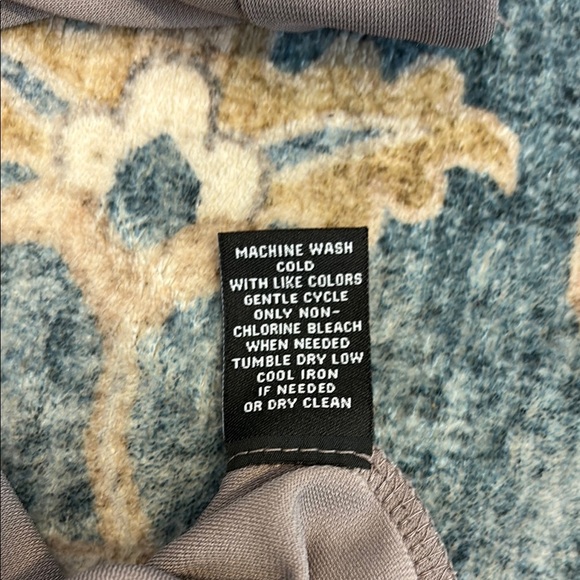 MACHINE WASH
COLD
WITH LIKE COLORS
GENTLE CYCLE
ONLY NON-
CHLORINE BLEACH
WHEN NEEDED
TUMBLE DRY LOW
COOL IRON
IF NEEDED
OR DRY CLEAN